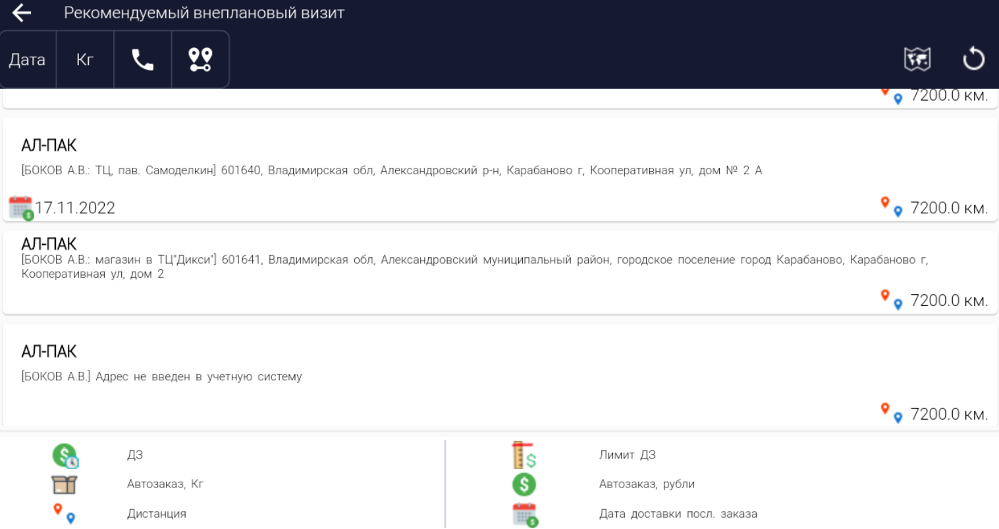 Рекомендуемый внеплановый визит
Дата Кг
7200.0 км.
АЛ-ПАК
[БОКОВ А.В.: ТЦ, пав. Самоделкин] 601640, Владимирская обл, Александровский р-н, Карабаново г, Кооперативная ул, дом № 2 А
17.11.2022 7200.0 км.
АЛ-ПАК
[БОКОВ А.В.: магазин в ТЦ"Дикси"] 601641, Владимирская обл, Александровский муниципальный район, городское поселение город Карабаново, Карабаново г,
Кооперативная ул, дом 2
7200.0 км.
АЛ-ПАК
[БОКОВ А.В.] Адрес не введен в учетную систему
7200.0 км.
ДЗ Лимит ДЗ
Автозаказ, Кг Автозаказ, рубли
Дистанция Дата доставки посл. заказа